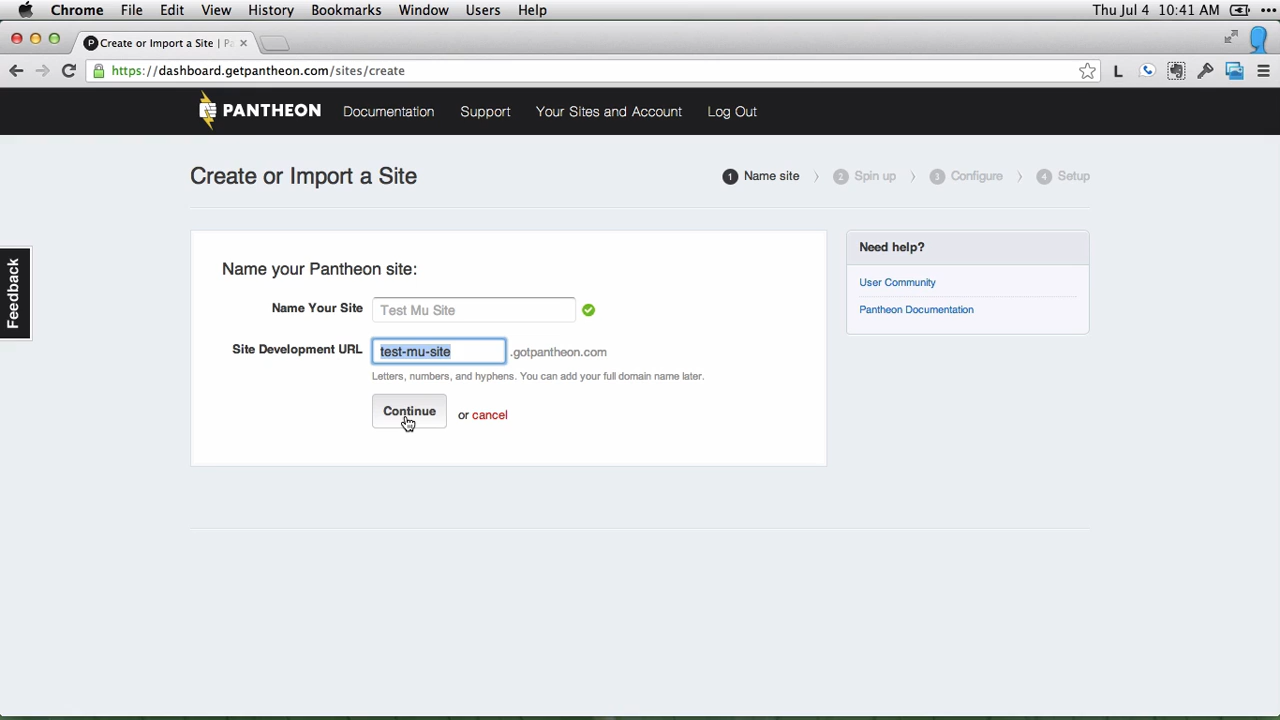 Chrome File Edit View History Bookmarks Window Users Help Thu Jul 4 10:41 AM
P Create or Import a Site | Pa ×
https://dashboard.getpantheon.com/sites/create L
PANTHEON Documentation Support Your Sites and Account Log Out
Create or Import a Site 1 Name site 2 Spin up 3 Configure 4 Setup
Feedback
Name your Pantheon site:
Name Your Site Test Mu Site
Site Development URL test-mu-site .gotpantheon.com
Letters, numbers, and hyphens. You can add your full domain name later.
Continue or cancel
Need help?
User Community
Pantheon Documentation